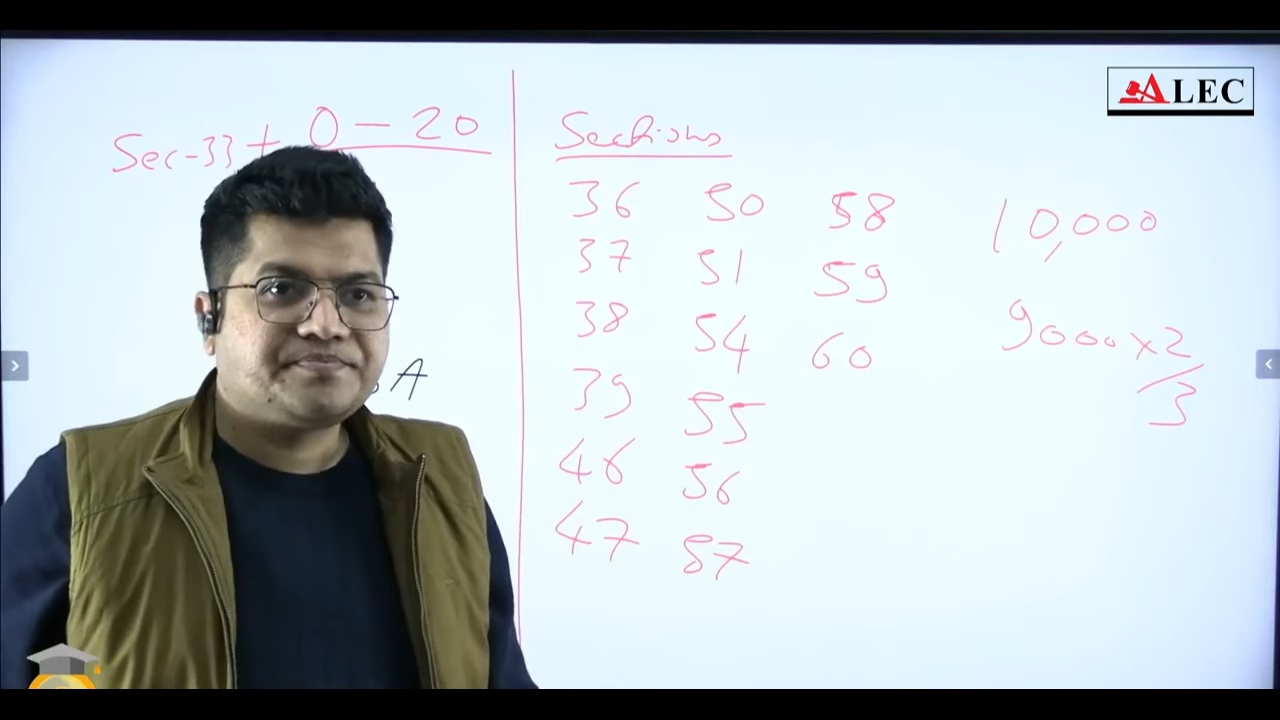 ALEC
Sec-33 + O - 20
A
Sections
36 50 58
37 51 59
38 54 60
39 55
46 56
47 57
10,000
9000 x 2
3